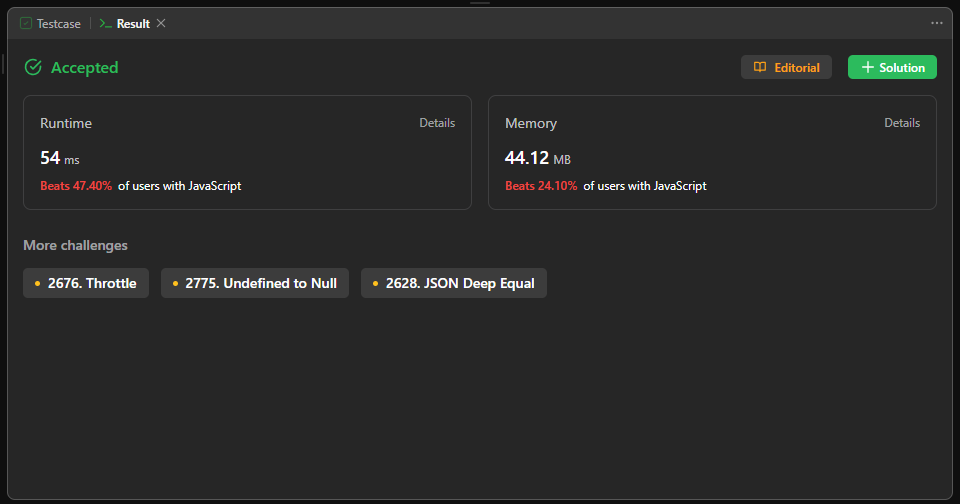 Testcase
Result
Accepted
Editorial
Solution
Runtime
Details
54 ms
Beats 47.40% of users with JavaScript
Memory
Details
44.12 MB
Beats 24.10% of users with JavaScript
More challenges
2676. Throttle
2775. Undefined to Null
2628. JSON Deep Equal